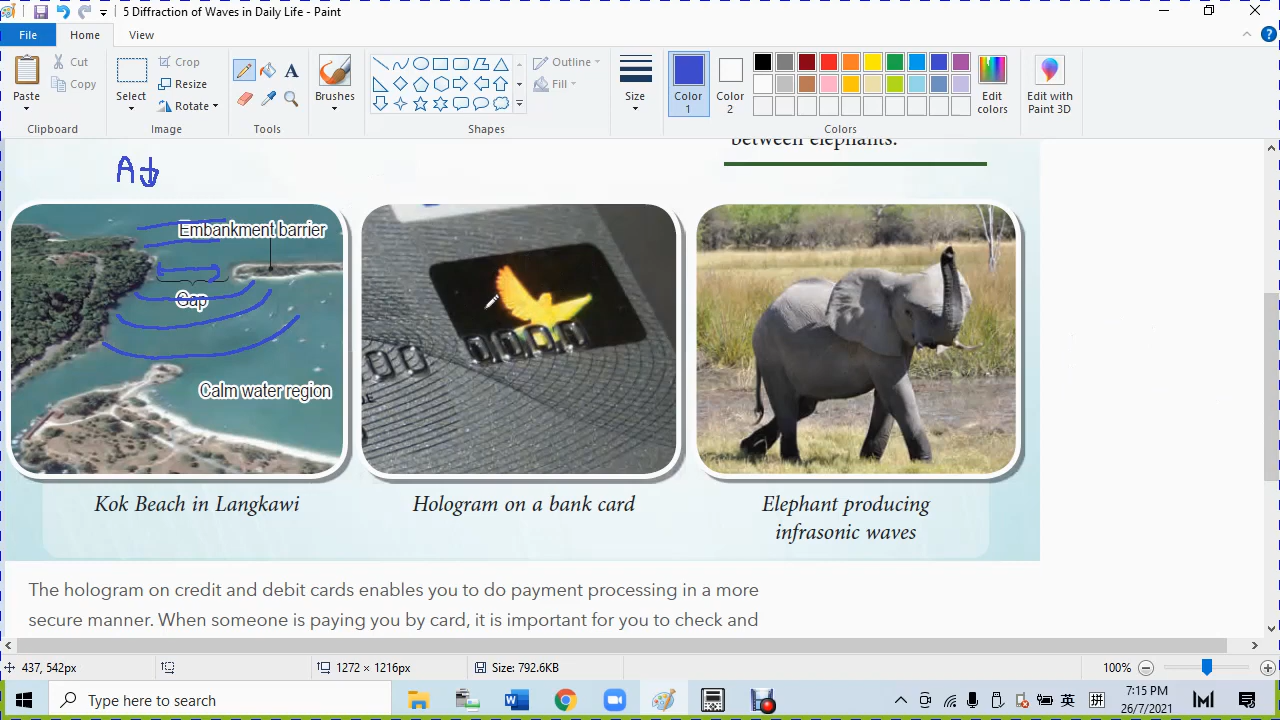 5 Diffraction of Waves in Daily Life - Paint
File
Home
View
Paste
Cut
Copy
Clipboard
Select
Crop
Resize
Rotate
Image
A
Tools
Brushes
Shapes
Outline
Fill
Size
Color 1
Color 2
Edit colors
Colors
Edit with Paint 3D
between elephants.
A↓
Embankment barrier
Gap
Calm water region
Kok Beach in Langkawi
Hologram on a bank card
Elephant producing
infrasonic waves
The hologram on credit and debit cards enables you to do payment processing in a more
secure manner. When someone is paying you by card, it is important for you to check and
437, 542px
1272 × 1216px
Size: 792.6KB
100%
Type here to search
英
拼
7:15 PM
26/7/2021